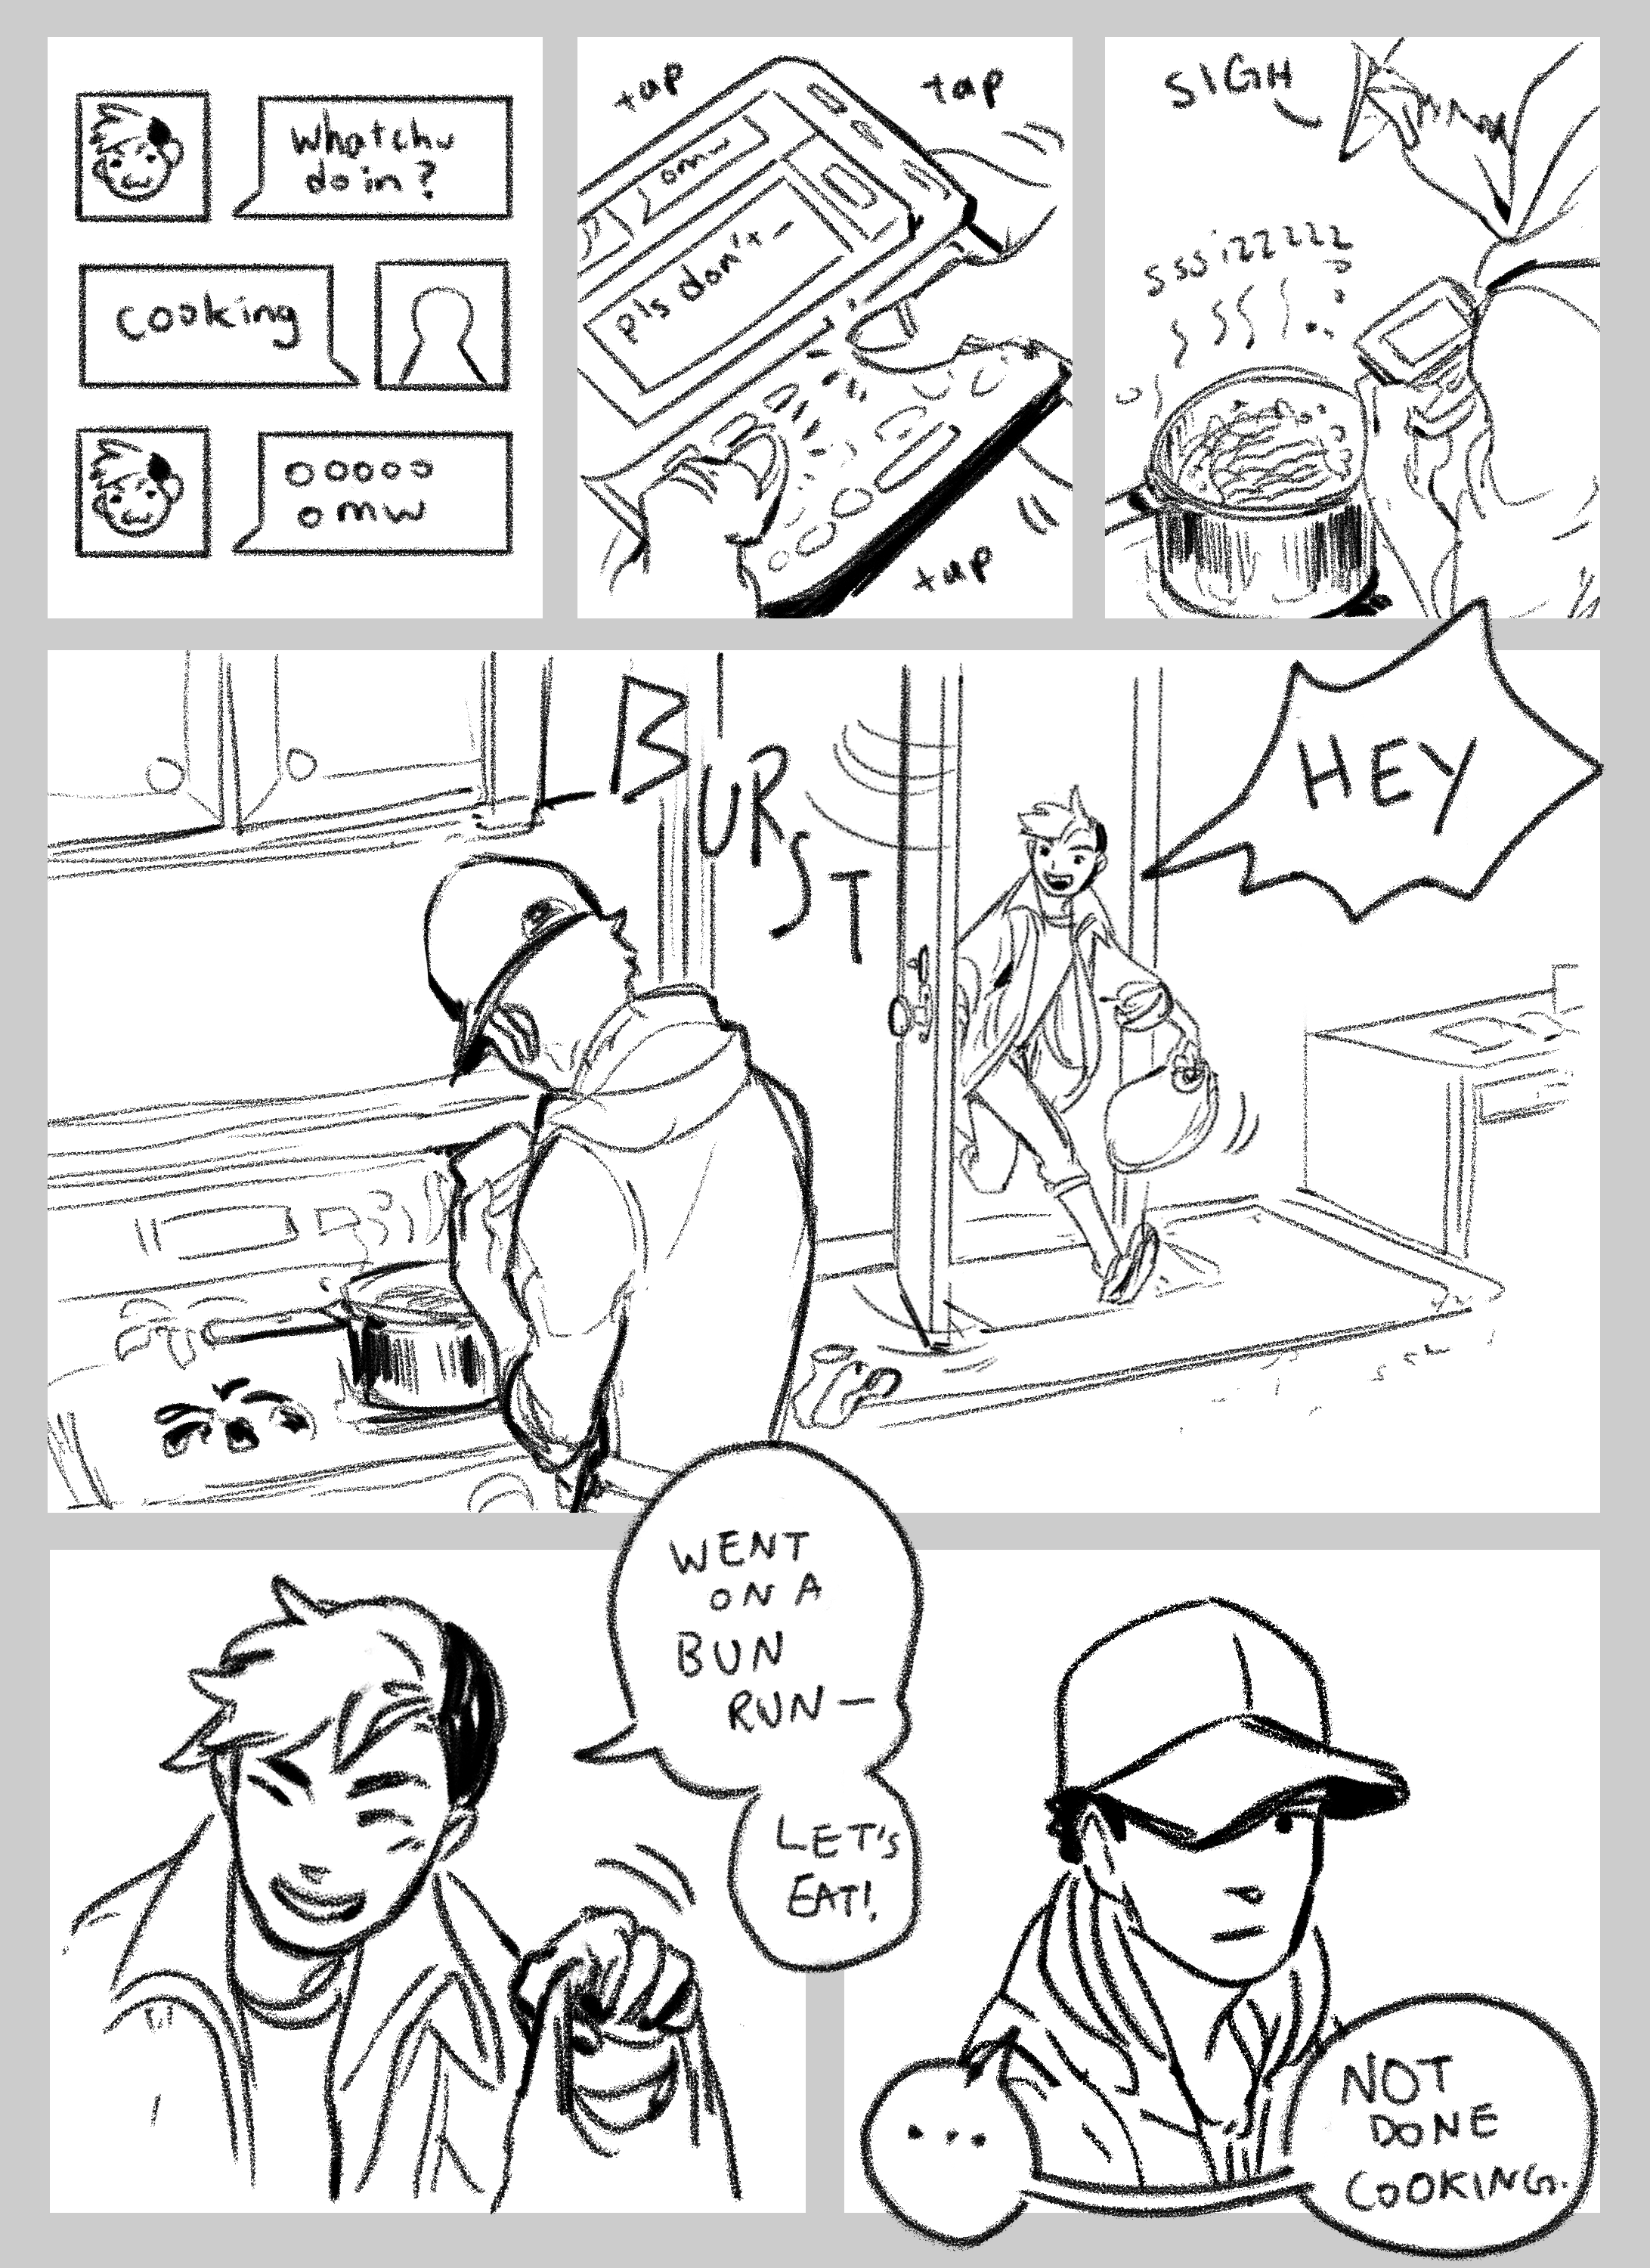 whatchu
doin?
cooking
ooooo
omw
tap
tap
omw
pls don't—
tap
SIGH
sssizzzzz
BURST
HEY
WENT
ON A
BUN
RUN—
LET'S
EAT!
...
NOT
DONE
COOKING.